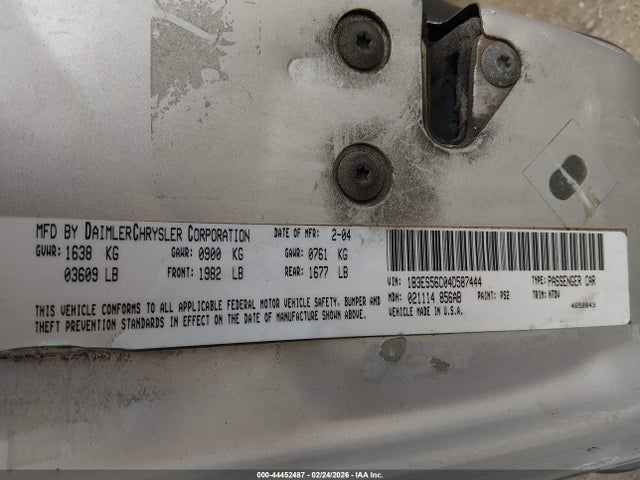 MFD BY DAIMLERCHRYSLER CORPORATION DATE OF MFR: 2-04
GVWR: 1638 KG GAWR: 0900 KG GAWR: 0761 KG
03609 LB FRONT: 1982 LB REAR: 1677 LB
THIS VEHICLE CONFORMS TO ALL APPLICABLE FEDERAL MOTOR VEHICLE SAFETY, BUMPER AND
THEFT PREVENTION STANDARDS IN EFFECT ON THE DATE OF MANUFACTURE SHOWN ABOVE.
VIN: 1B3ES56C04D587444 TYPE: PASSENGER CAR
MDH: 021114 856AB PAINT: PS2 TRIM: H7DV
VEHICLE MADE IN U.S.A. 4658043
000-44452487 - 02/24/2026 - IAA Inc.